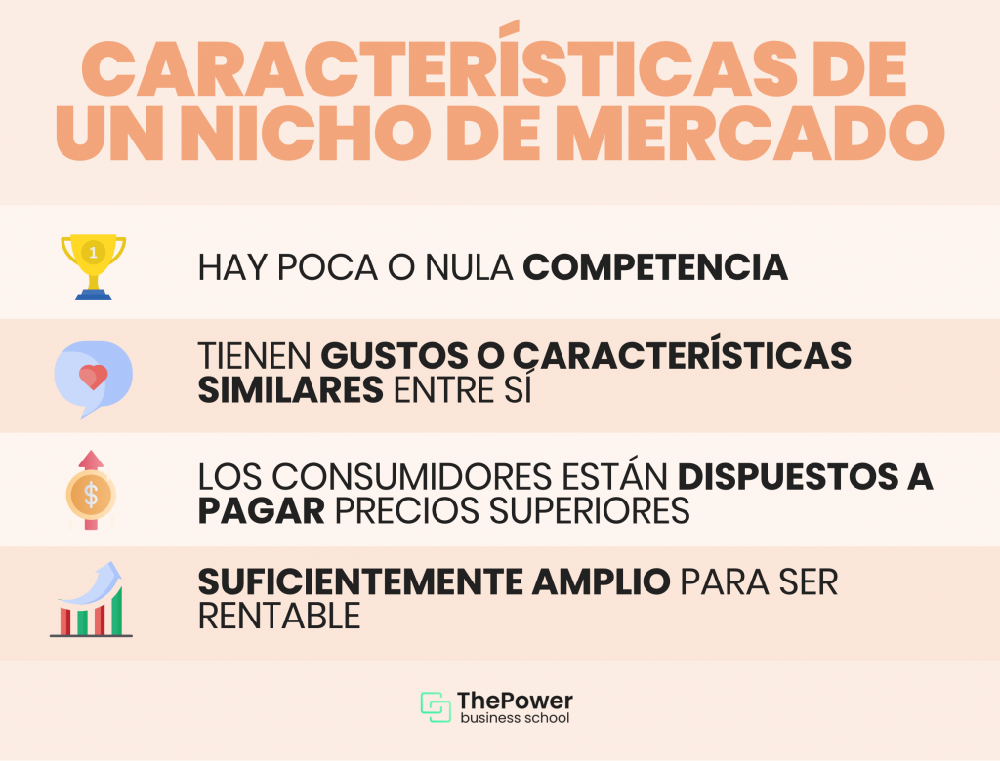 CARACTERÍSTICAS DE
UN NICHO DE MERCADO
1
HAY POCA O NULA COMPETENCIA
TIENEN GUSTOS O CARACTERÍSTICAS
SIMILARES ENTRE SÍ
$
LOS CONSUMIDORES ESTÁN DISPUESTOS A
PAGAR PRECIOS SUPERIORES
SUFICIENTEMENTE AMPLIO PARA SER
RENTABLE
ThePower
business school